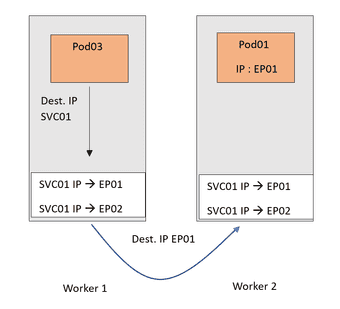 Pod03
Dest. IP
SVC01
SVC01 IP → EP01
SVC01 IP → EP02
Pod01
IP : EP01
SVC01 IP → EP01
SVC01 IP → EP02
Dest. IP EP01
Worker 1
Worker 2